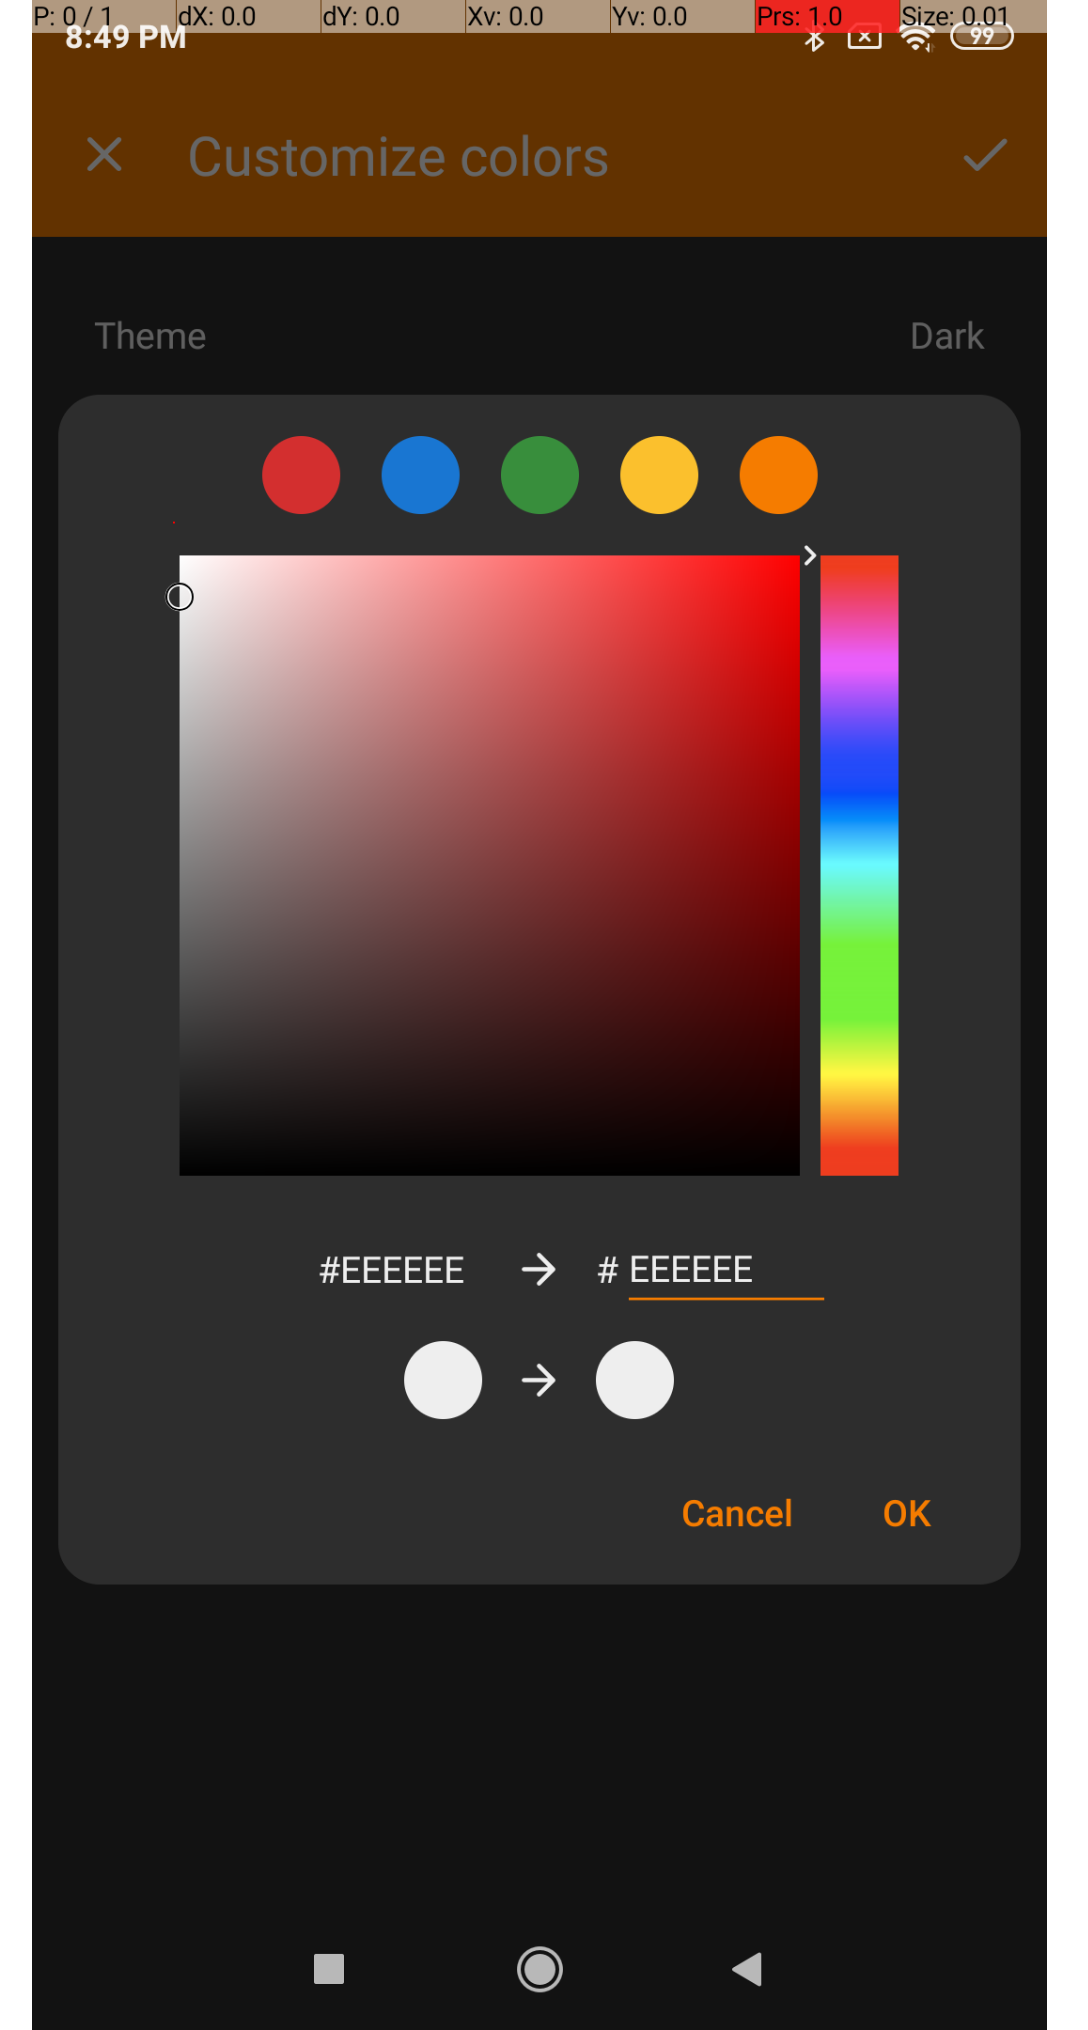 P: 0 / 1 dX: 0.0 dY: 0.0 Xv: 0.0 Yv: 0.0 Prs: 1.0 Size: 0.01
8:49 PM 99
Customize colors
Theme Dark
#EEEEEE # EEEEEE
Cancel OK